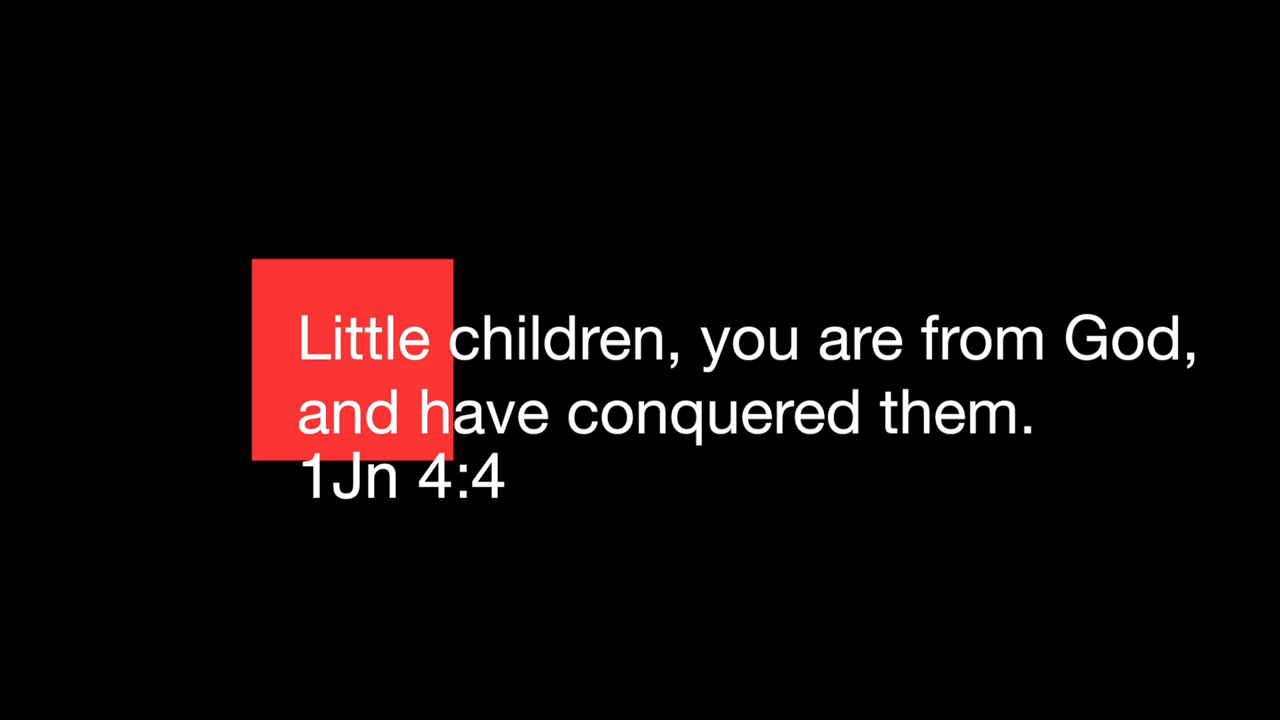 Little children, you are from God,
and have conquered them.
1Jn 4:4